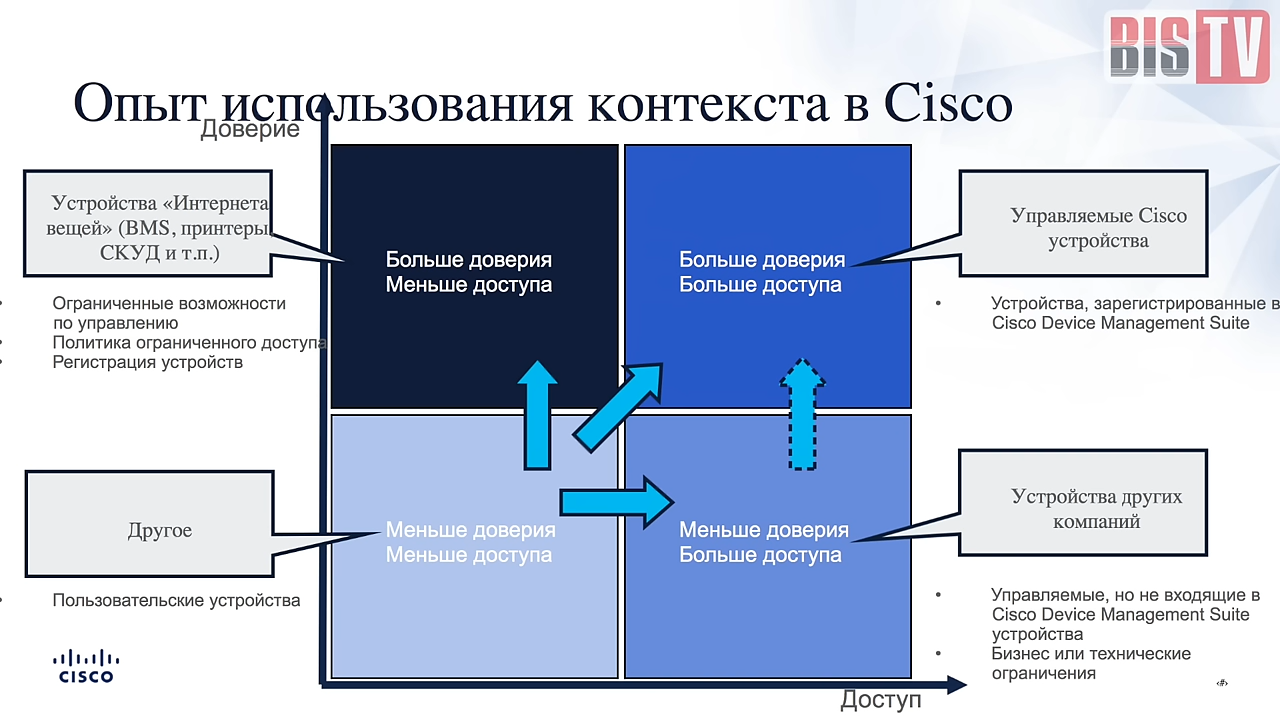 BIS TV
Опыт использования контекста в Cisco
Доверие
Устройства «Интернета
вещей» (BMS, принтеры,
СКУД и т.п.)
Ограниченные возможности
по управлению
Политика ограниченного доступа
Регистрация устройств
Больше доверия
Меньше доступа
Больше доверия
Больше доступа
Управляемые Cisco
устройства
Устройства, зарегистрированные в
Cisco Device Management Suite
Другое
Пользовательские устройства
Меньше доверия
Меньше доступа
Меньше доверия
Больше доступа
Устройства других
компаний
Управляемые, но не входящие в
Cisco Device Management Suite
устройства
Бизнес или технические
ограничения
CISCO
Доступ
‹#›